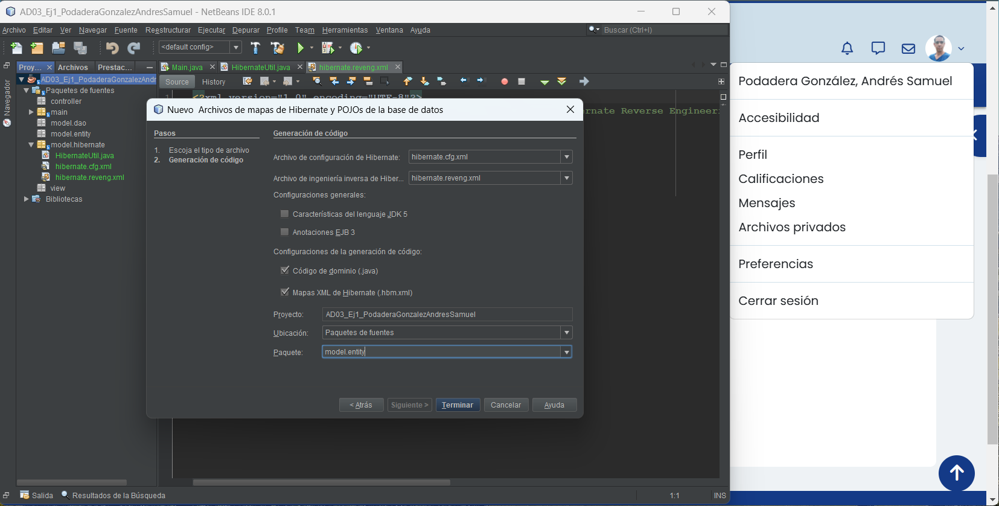 AD03_Ej1_PodaderaGonzalezAndresSamuel - NetBeans IDE 8.0.1
Archivo Editar Ver Navegar Fuente Reestructurar Ejecutar Depurar Profile Team Herramientas Ventana Ayuda
Buscar (Ctrl+I)
<default config>
Proy...
Archivos
Prestac...
Main.java
HibernateUtil.java
hibernate.reveng.xml
Source
History
Navegador
AD03_Ej1_PodaderaGonzalezAndr
Paquetes de fuentes
controller
main
model.dao
model.entity
model.hibernate
HibernateUtil.java
hibernate.cfg.xml
hibernate.reveng.xml
view
Bibliotecas
1
<?xml version="1.0" encoding="UTF-8"?>
ernate Reverse Engineer
Nuevo Archivos de mapas de Hibernate y POJOs de la base de datos
Pasos
1. Escoja el tipo de archivo
2. Generación de código
Generación de código
Archivo de configuración de Hibernate:
hibernate.cfg.xml
Archivo de ingeniería inversa de Hiber...
hibernate.reveng.xml
Configuraciones generales:
Características del lenguaje JDK 5
Anotaciones EJB 3
Configuraciones de la generación de código:
Código de dominio (.java)
Mapas XML de Hibernate (.hbm.xml)
Proyecto:
AD03_Ej1_PodaderaGonzalezAndresSamuel
Ubicación:
Paquetes de fuentes
Paquete:
model.entity
< Atrás
Siguiente >
Terminar
Cancelar
Ayuda
Salida
Resultados de la Búsqueda
1:1
INS
Podadera González, Andrés Samuel
Accesibilidad
Perfil
Calificaciones
Mensajes
Archivos privados
Preferencias
Cerrar sesión